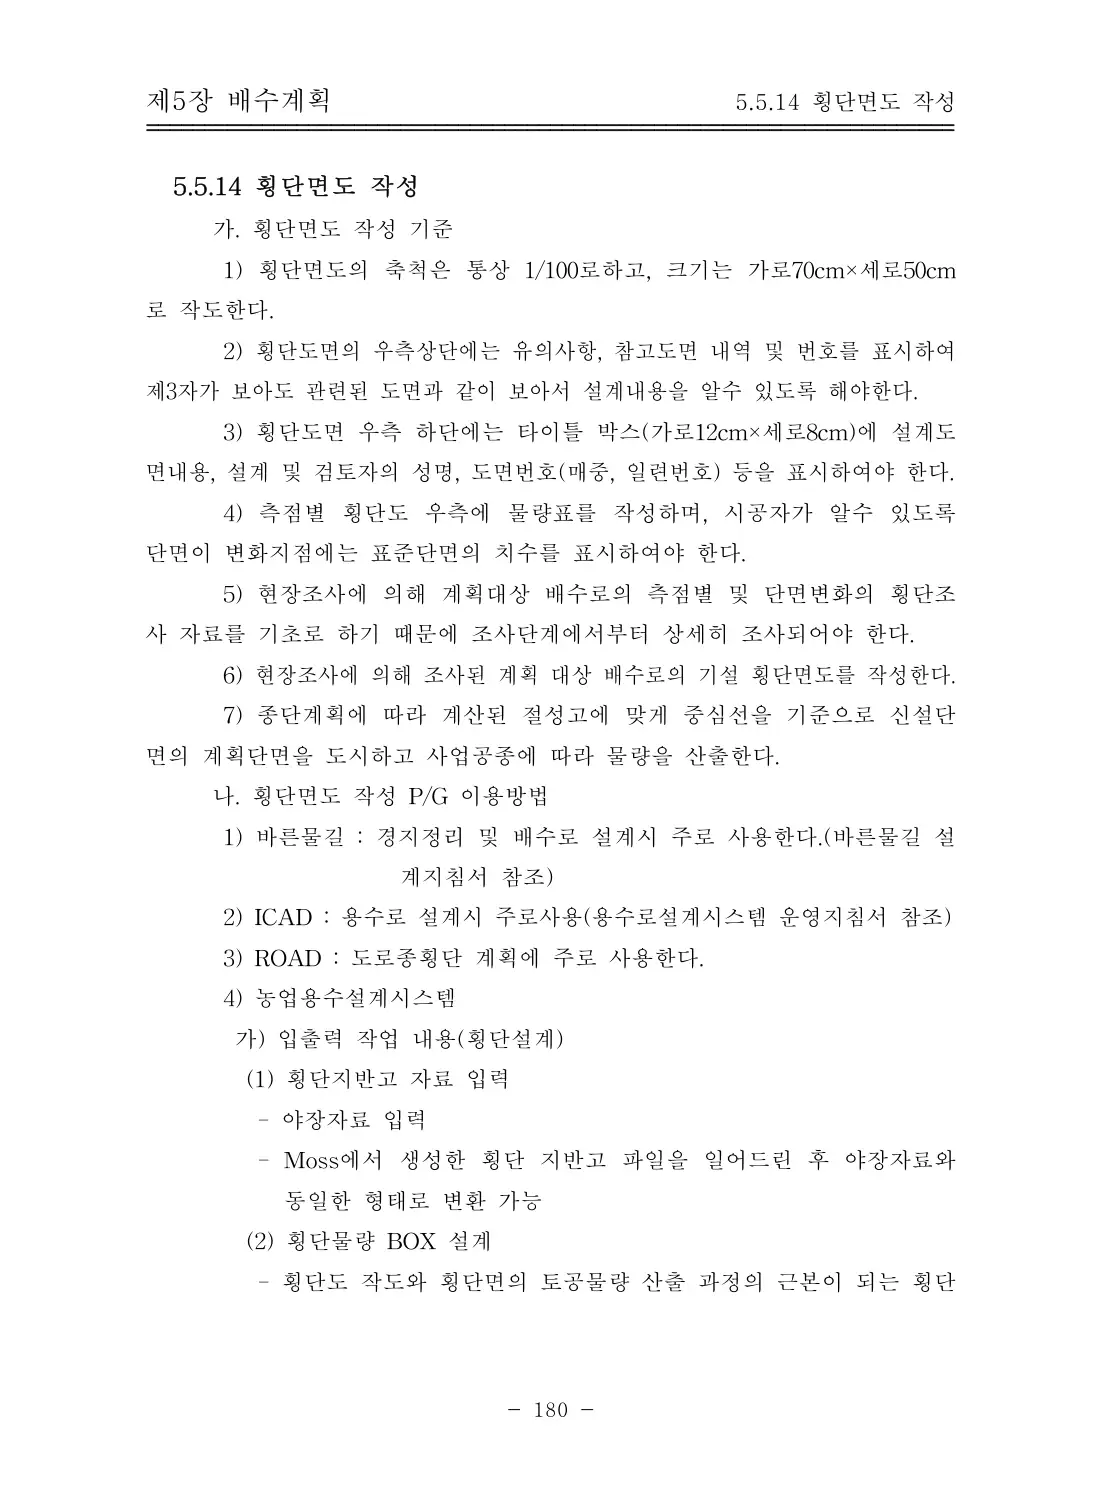 제5장 배수계획
5.5.14 횡단면도 작성
5.5.14 횡단면도 작성
가. 횡단면도 작성 기준
1) 횡단면도의 축척은 통상 1/100로하고, 크기는 가로70cm×세로50cm
로 작도한다.
2) 횡단도면의 우측상단에는 유의사항, 참고도면 내역 및 번호를 표시하여
제3자가 보아도 관련된 도면과 같이 보아서 설계내용을 알수 있도록 해야한다.
3) 횡단도면 우측 하단에는 타이틀 박스(가로12cm×세로8cm)에 설계도
면내용, 설계 및 검토자의 성명, 도면번호(매중, 일련번호) 등을 표시하여야 한다.
4) 측점별 횡단도 우측에 물량표를 작성하며, 시공자가 알수 있도록
단면이 변화지점에는 표준단면의 치수를 표시하여야 한다.
5) 현장조사에 의해 계획대상 배수로의 측점별 및 단면변화의 횡단조
사 자료를 기초로 하기 때문에 조사단계에서부터 상세히 조사되어야 한다.
6) 현장조사에 의해 조사된 계획 대상 배수로의 기설 횡단면도를 작성한다.
7) 종단계획에 따라 계산된 절성고에 맞게 중심선을 기준으로 신설단
면의 계획단면을 도시하고 사업공종에 따라 물량을 산출한다.
나. 횡단면도 작성 P/G 이용방법
1) 바른물길 : 경지정리 및 배수로 설계시 주로 사용한다.(바른물길 설
계지침서 참조)
2) ICAD : 용수로 설계시 주로사용(용수로설계시스템 운영지침서 참조)
3) ROAD : 도로종횡단 계획에 주로 사용한다.
4) 농업용수설계시스템
가) 입출력 작업 내용(횡단설계)
(1) 횡단지반고 자료 입력
- 야장자료 입력
- Moss에서 생성한 횡단 지반고 파일을 일어드린 후 야장자료와
동일한 형태로 변환 가능
(2) 횡단물량 BOX 설계
- 횡단도 작도와 횡단면의 토공물량 산출 과정의 근본이 되는 횡단
- 180 -